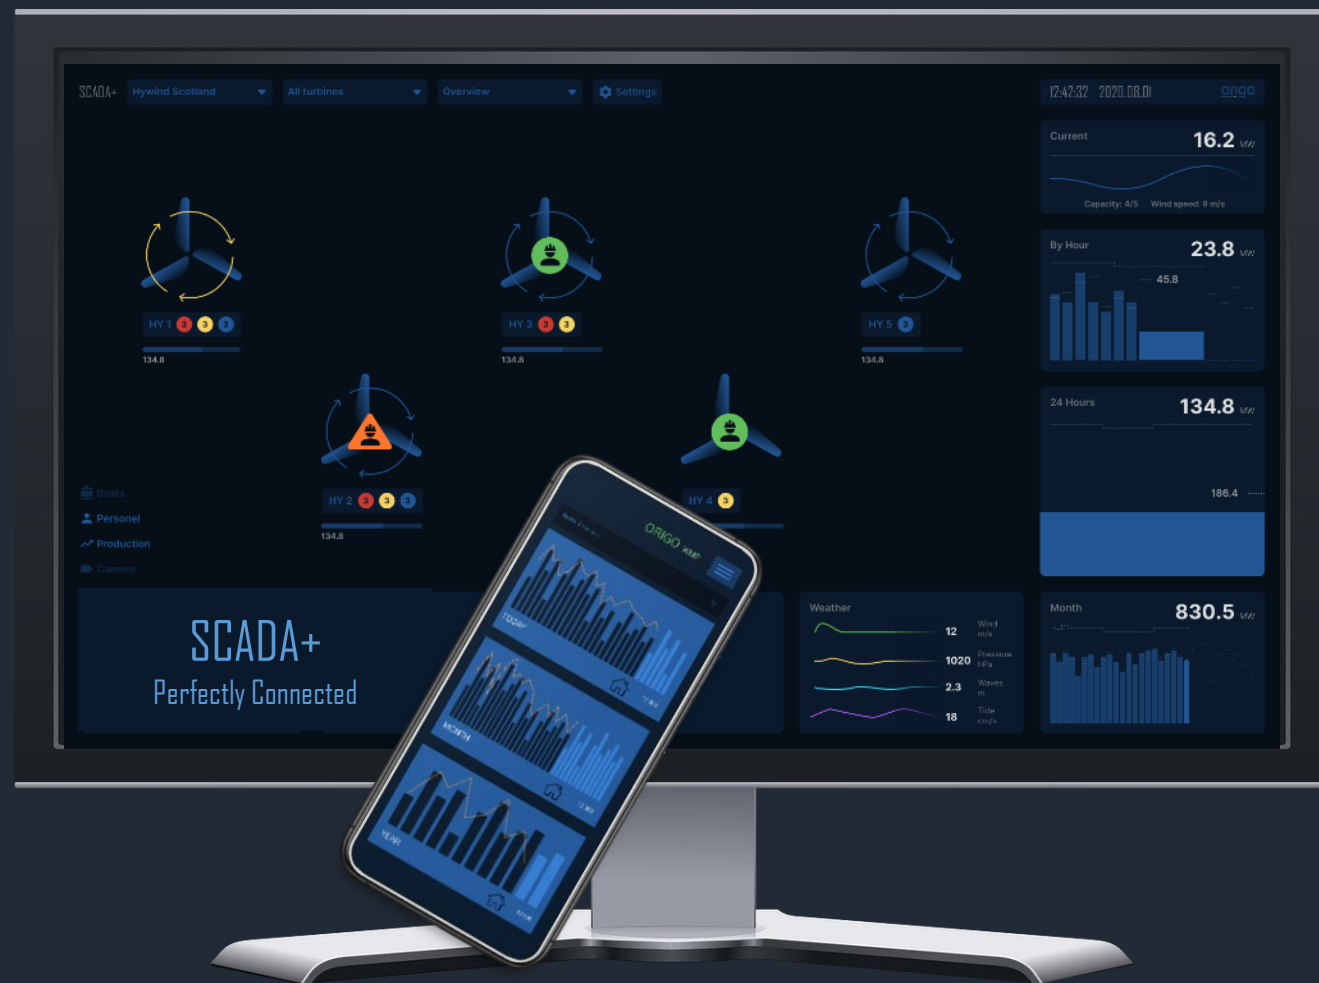 SCADA+ Hywind Scotland All turbines Overview Settings
12:42:32 2020.08.01 origo
Current 16.2 MW
Capacity: 4/5 Wind speed: 9 m/s
By Hour 23.8 MW
45.8
24 Hours 134.8 MW
186.4
Month 830.5 MW
HY 1 3 3 3
134.8
HY 3 3 3
134.8
HY 5 3
134.8
HY 2 3 3 3
134.8
HY 4 3
Boats
Personel
Production
Camera
SCADA+
Perfectly Connected
Weather
12 Wind m/s
1020 Pressure hPa
2.3 Waves m
18 Tide cm/s
ORIGO
TODAY
MONTH
YEAR